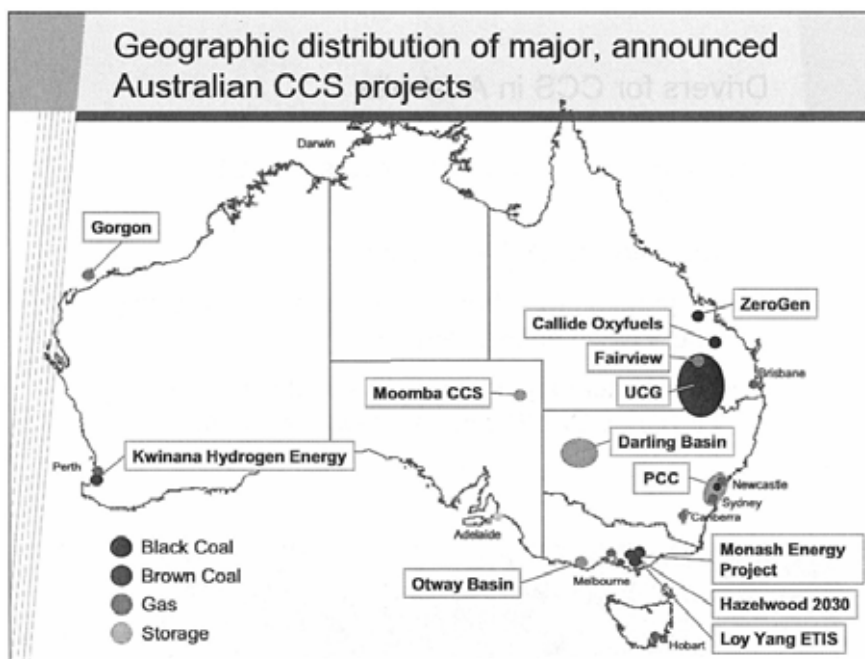 Geographic distribution of major, announced
Australian CCS projects
Darwin
Gorgon
ZeroGen
Callide Oxyfuels
Fairview
Brisbane
Moomba CCS
UCG
Darling Basin
Kwinana Hydrogen Energy
Perth
PCC
Newcastle
Sydney
Canberra
Adelaide
Black Coal
Brown Coal
Gas
Storage
Otway Basin
Melbourne
Monash Energy
Project
Hazelwood 2030
Loy Yang ETIS
Hobart